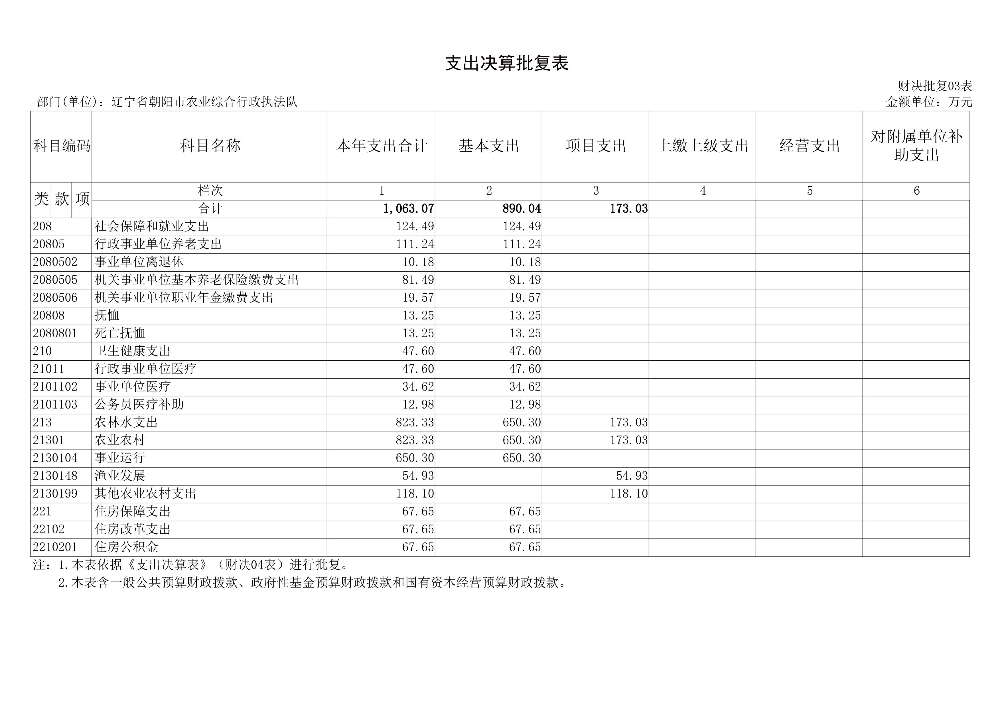 支出决算批复表
财决批复03表
部门(单位)：辽宁省朝阳市农业综合行政执法队 金额单位：万元
科目编码 科目名称 本年支出合计 基本支出 项目支出 上缴上级支出 经营支出 对附属单位补助支出
类 款 项 栏次 1 2 3 4 5 6
合计 1,063.07 890.04 173.03
208 社会保障和就业支出 124.49 124.49
20805 行政事业单位养老支出 111.24 111.24
2080502 事业单位离退休 10.18 10.18
2080505 机关事业单位基本养老保险缴费支出 81.49 81.49
2080506 机关事业单位职业年金缴费支出 19.57 19.57
20808 抚恤 13.25 13.25
2080801 死亡抚恤 13.25 13.25
210 卫生健康支出 47.60 47.60
21011 行政事业单位医疗 47.60 47.60
2101102 事业单位医疗 34.62 34.62
2101103 公务员医疗补助 12.98 12.98
213 农林水支出 823.33 650.30 173.03
21301 农业农村 823.33 650.30 173.03
2130104 事业运行 650.30 650.30
2130148 渔业发展 54.93 54.93
2130199 其他农业农村支出 118.10 118.10
221 住房保障支出 67.65 67.65
22102 住房改革支出 67.65 67.65
2210201 住房公积金 67.65 67.65
注：1.本表依据《支出决算表》（财决04表）进行批复。
2.本表含一般公共预算财政拨款、政府性基金预算财政拨款和国有资本经营预算财政拨款。